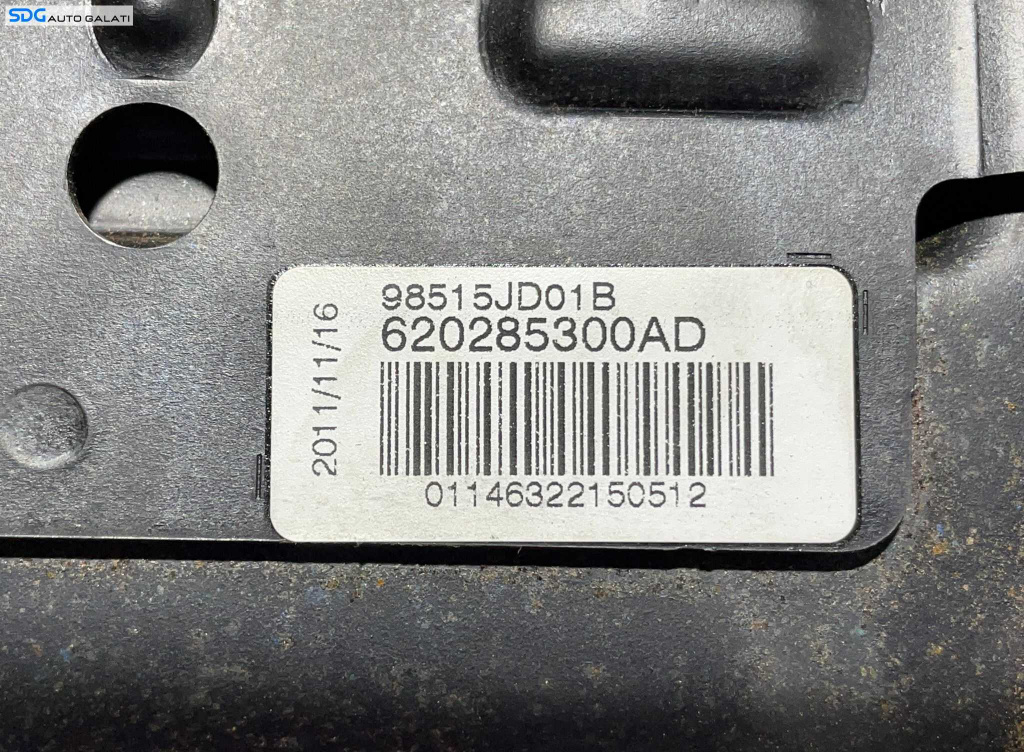 SDG AUTO GALATI
98515JD01B
620285300AD
2011/11/16
01146322150512